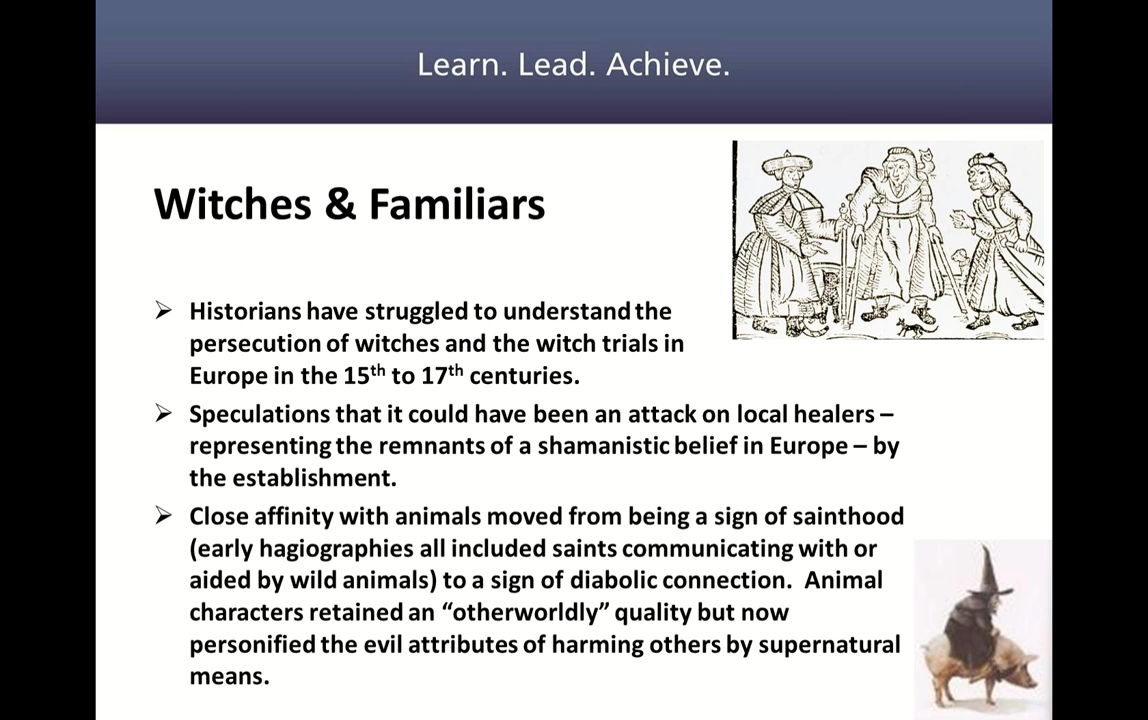 Learn. Lead. Achieve.
Witches & Familiars
➢ Historians have struggled to understand the
persecution of witches and the witch trials in
Europe in the 15th to 17th centuries.
➢ Speculations that it could have been an attack on local healers –
representing the remnants of a shamanistic belief in Europe – by
the establishment.
➢ Close affinity with animals moved from being a sign of sainthood
(early hagiographies all included saints communicating with or
aided by wild animals) to a sign of diabolic connection.  Animal
characters retained an “otherworldly” quality but now
personified the evil attributes of harming others by supernatural
means.